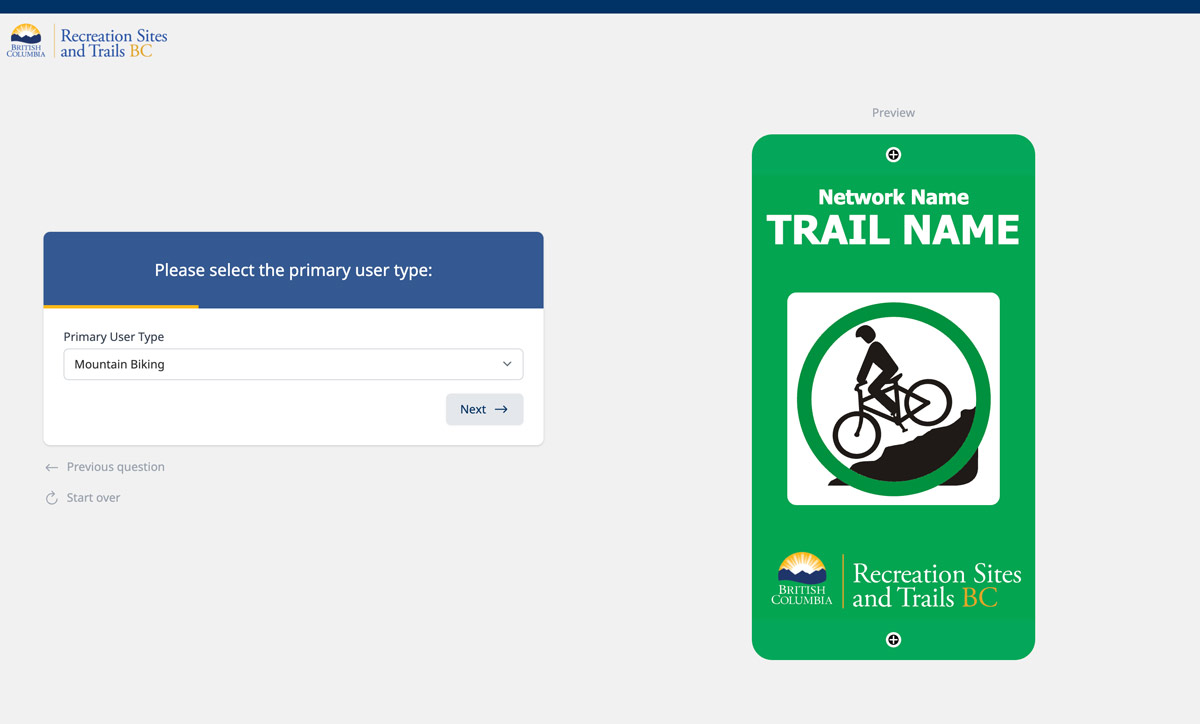 BRITISH
COLUMBIA
Recreation Sites
and Trails BC
Please select the primary user type:
Primary User Type
Mountain Biking
Next
Previous question
Start over
Preview
Network Name
TRAIL NAME
BRITISH
COLUMBIA
Recreation Sites
and Trails BC